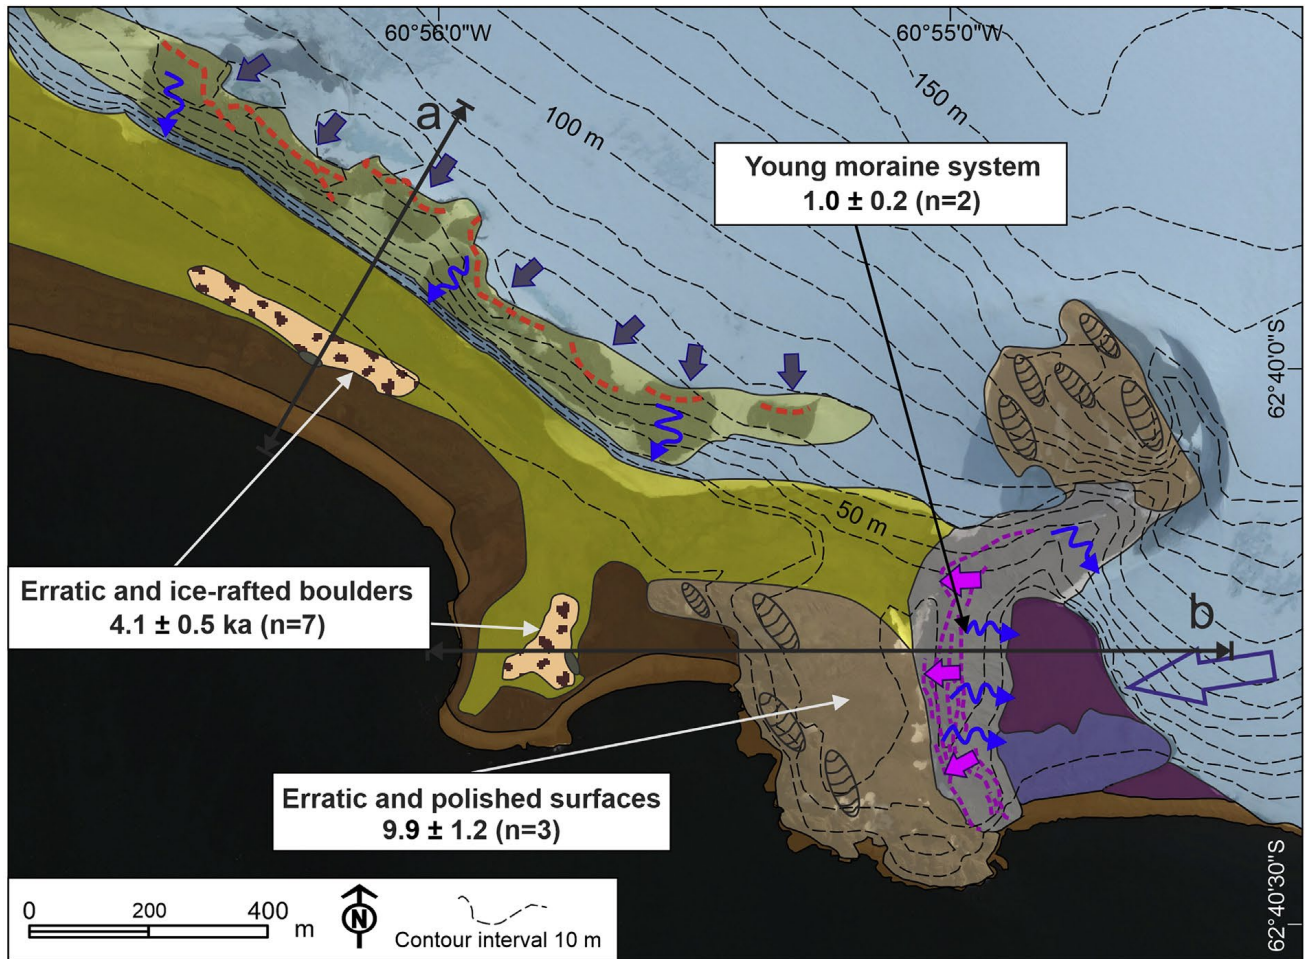 60°56'0"W
60°55'0"W
a
100 m
150 m
Young moraine system
1.0 ± 0.2 (n=2)
62°40'0"S
50 m
Erratic and ice-rafted boulders
4.1 ± 0.5 ka (n=7)
b
Erratic and polished surfaces
9.9 ± 1.2 (n=3)
62°40'30"S
0 200 400 m
N
Contour interval 10 m